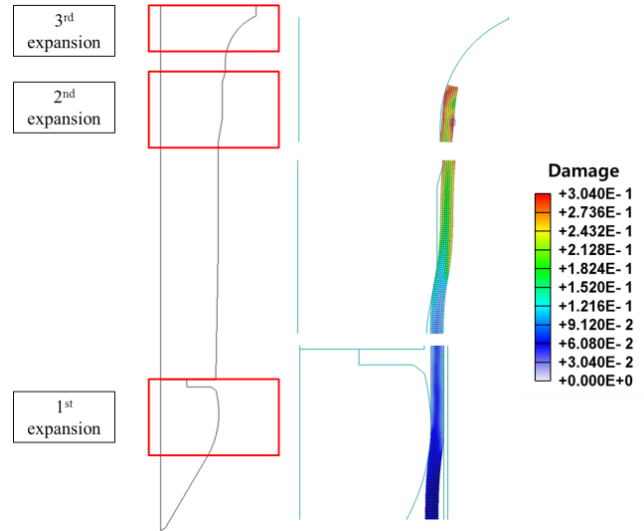 3rd
expansion
2nd
expansion
1st
expansion
Damage
+3.040E- 1
+2.736E- 1
+2.432E- 1
+2.128E- 1
+1.824E- 1
+1.520E- 1
+1.216E- 1
+9.120E- 2
+6.080E- 2
+3.040E- 2
+0.000E+0